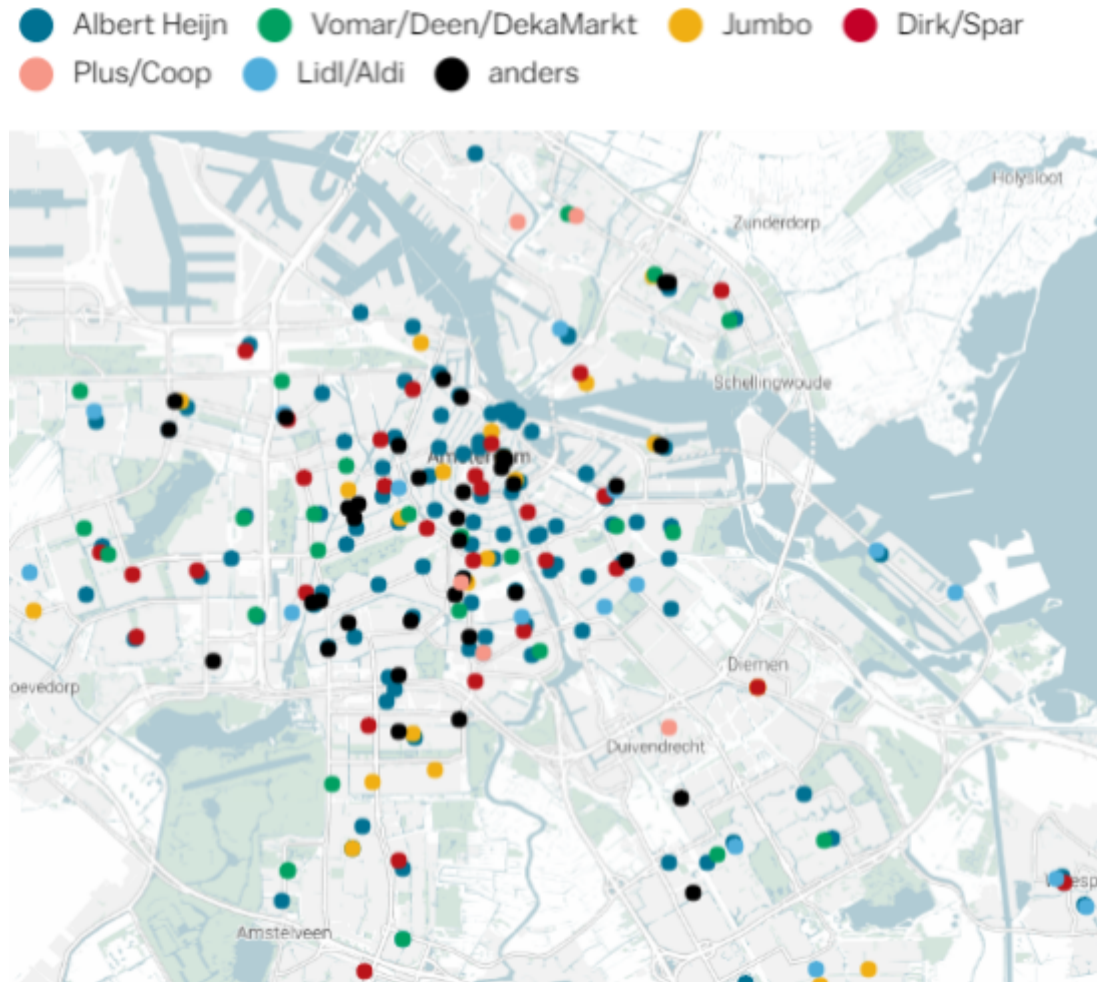 Albert Heijn Vomar/Deen/DekaMarkt Jumbo Dirk/Spar
Plus/Coop Lidl/Aldi anders
Holysloot
Zunderdorp
Schellingwoude
Amsterdam
Diemen
oevedorp
Duivendrecht
Amstelveen